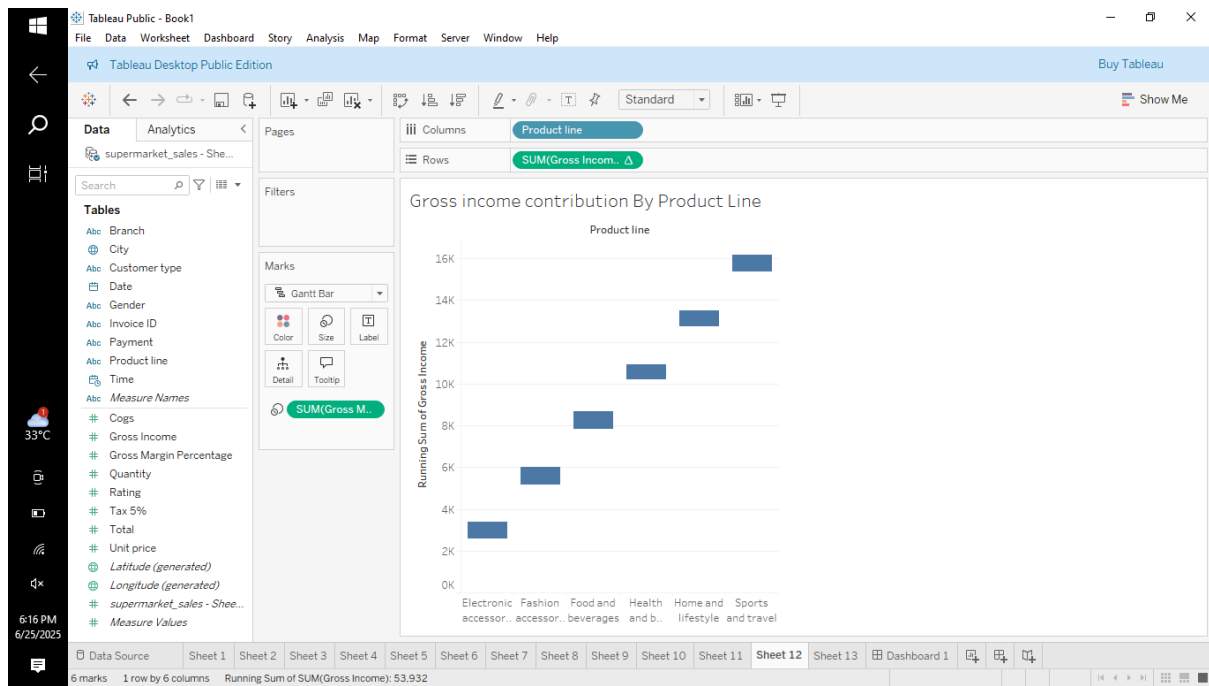 Tableau Public - Book1
File Data Worksheet Dashboard Story Analysis Map Format Server Window Help
Tableau Desktop Public Edition
Buy Tableau
Standard
Show Me
Data
Analytics
supermarket_sales - She...
Search
Tables
Abc Branch
City
Abc Customer type
Date
Abc Gender
Abc Invoice ID
Abc Payment
Abc Product line
Time
Abc Measure Names
# Cogs
# Gross Income
# Gross Margin Percentage
# Quantity
# Rating
# Tax 5%
# Total
# Unit price
Latitude (generated)
Longitude (generated)
# supermarket_sales - Shee...
# Measure Values
Pages
Filters
Marks
Gantt Bar
Color
Size
T
Label
Detail
Tooltip
SUM(Gross M..
Columns
Product line
Rows
SUM(Gross Incom.. Δ
Gross income contribution By Product Line
Product line
Running Sum of Gross Income
16K
14K
12K
10K
8K
6K
4K
2K
0K
Electronic
accessor..
Fashion
accessor..
Food and
beverages
Health
and b..
Home and
lifestyle
Sports
and travel
Data Source
Sheet 1
Sheet 2
Sheet 3
Sheet 4
Sheet 5
Sheet 6
Sheet 7
Sheet 8
Sheet 9
Sheet 10
Sheet 11
Sheet 12
Sheet 13
Dashboard 1
6 marks 1 row by 6 columns Running Sum of SUM(Gross Income): 53,932
1
33°C
6:16 PM
6/25/2025